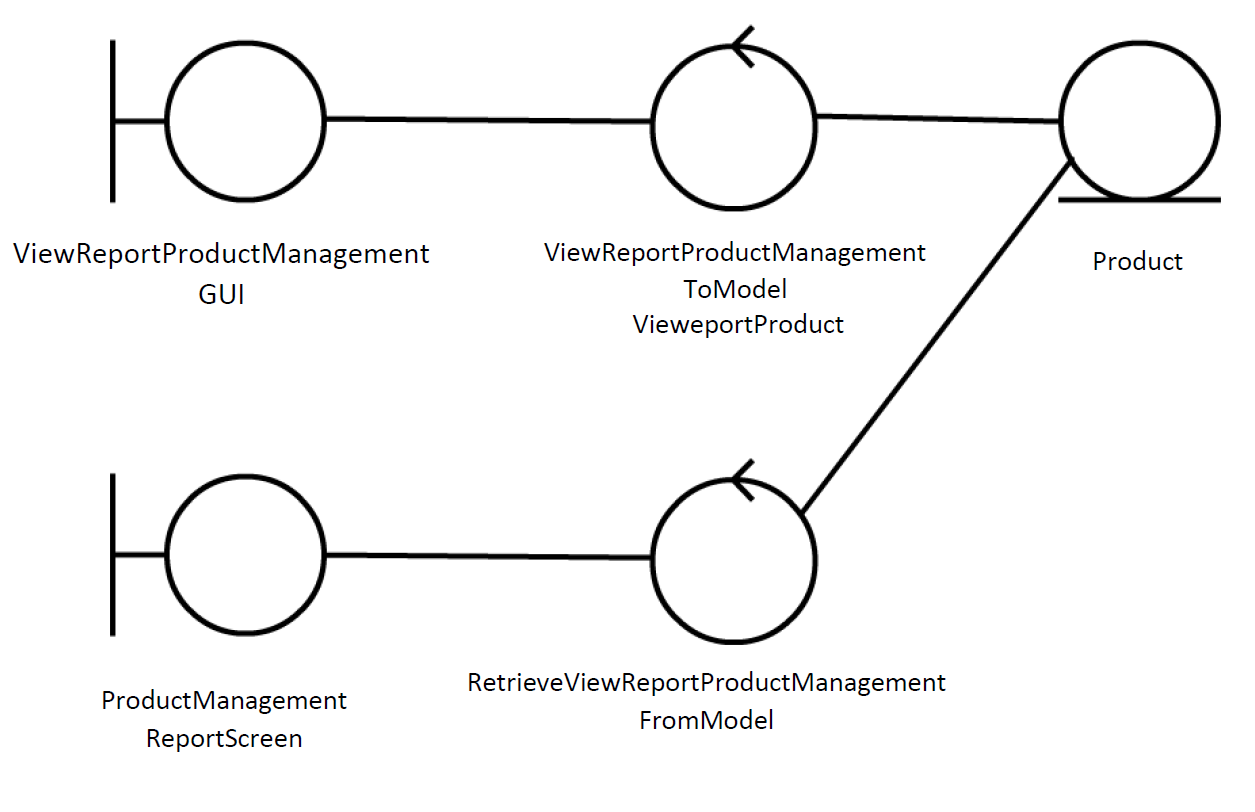 ViewReportProductManagement
GUI
ViewReportProductManagement
ToModel
VieweportProduct
Product
ProductManagement
ReportScreen
RetrieveViewReportProductManagement
FromModel